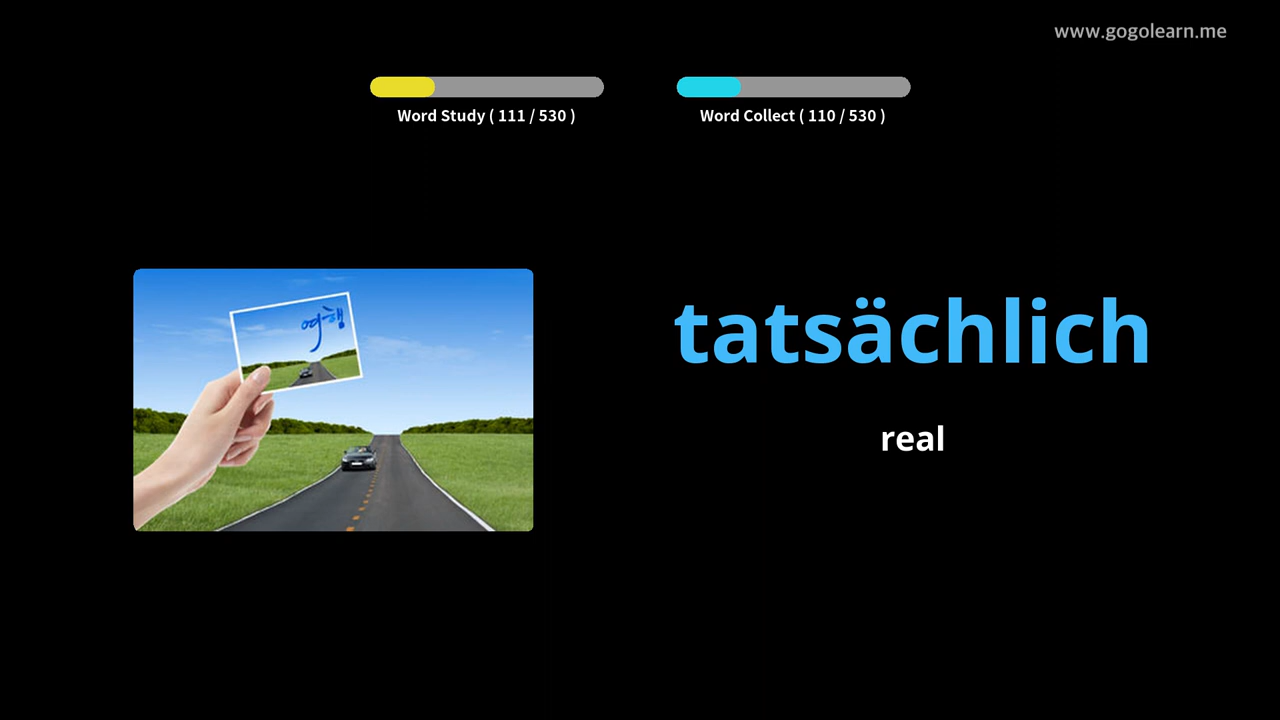 www.gogolearn.me
Word Study ( 111 / 530 )
Word Collect ( 110 / 530 )
여행
tatsächlich
real